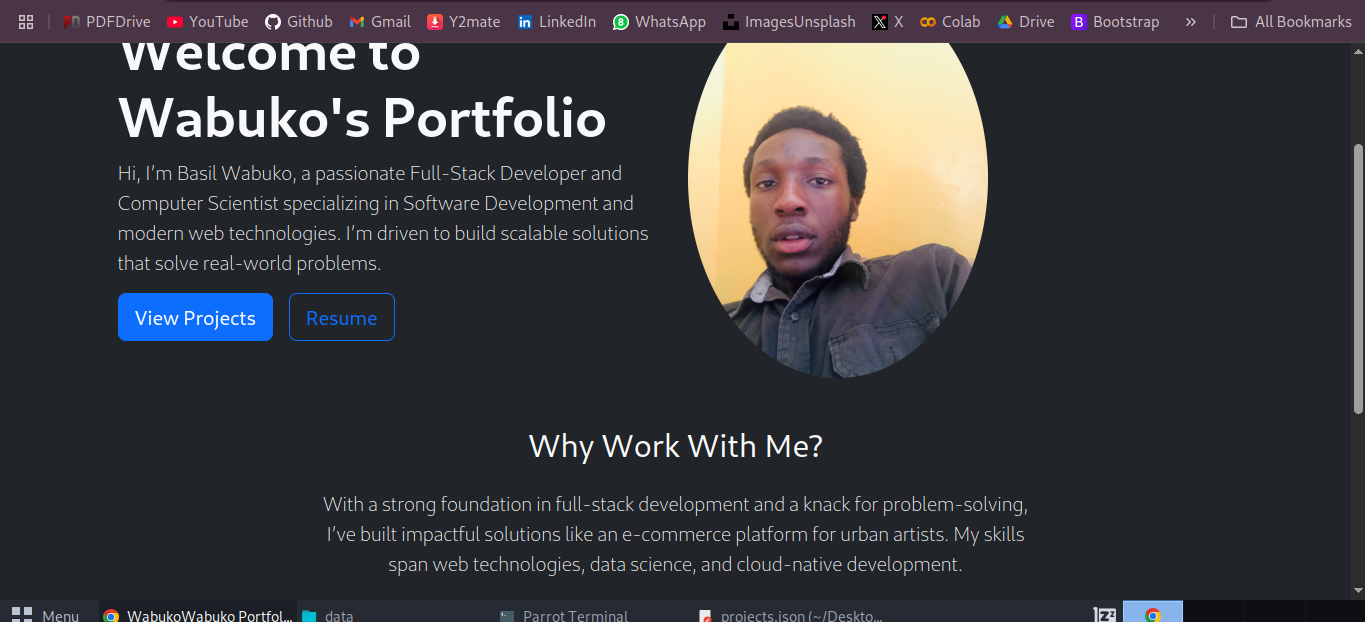 PDFDrive YouTube Github Gmail Y2mate LinkedIn 8 WhatsApp ImagesUnsplash X X Colab Drive B Bootstrap » All Bookmarks
Welcome to
Wabuko's Portfolio
Hi, I’m Basil Wabuko, a passionate Full-Stack Developer and
Computer Scientist specializing in Software Development and
modern web technologies. I’m driven to build scalable solutions
that solve real-world problems.
View Projects Resume
Why Work With Me?
With a strong foundation in full-stack development and a knack for problem-solving,
I’ve built impactful solutions like an e-commerce platform for urban artists. My skills
span web technologies, data science, and cloud-native development.
Menu WabukoWabuko Portfol... data Parrot Terminal projects.json (~/Deskto...